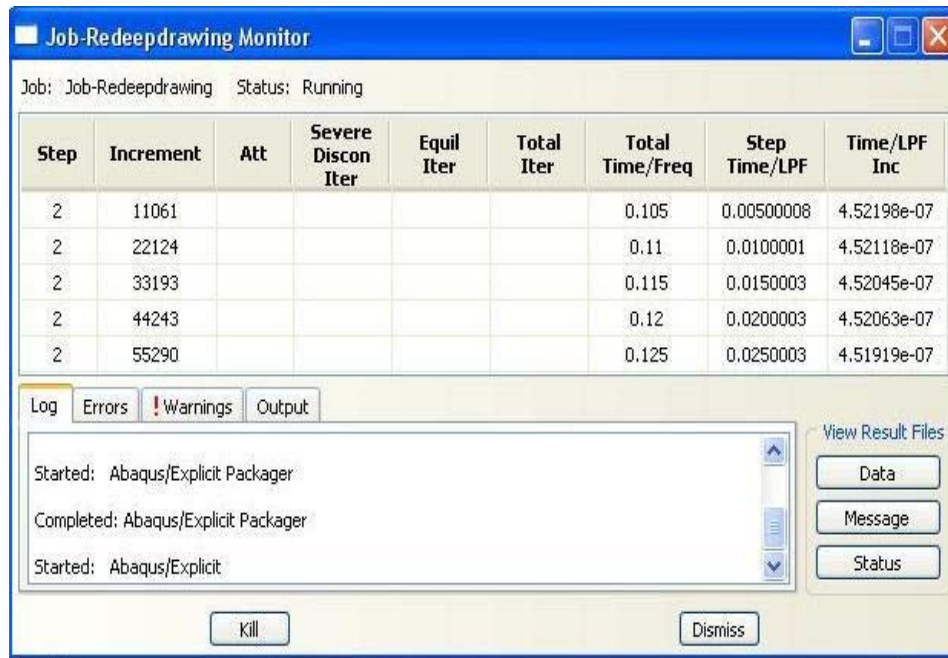 Job-Redeepdrawing Monitor
Job: Job-Redeepdrawing Status: Running
Step Increment Att Severe Discon Iter Equil Iter Total Iter Total Time/Freq Step Time/LPF Time/LPF Inc
2 11061 0.105 0.00500008 4.52198e-07
2 22124 0.11 0.0100001 4.52118e-07
2 33193 0.115 0.0150003 4.52045e-07
2 44243 0.12 0.0200003 4.52063e-07
2 55290 0.125 0.0250003 4.51919e-07
Log Errors ! Warnings Output
Started: Abaqus/Explicit Packager
Completed: Abaqus/Explicit Packager
Started: Abaqus/Explicit
View Result Files
Data
Message
Status
Kill Dismiss